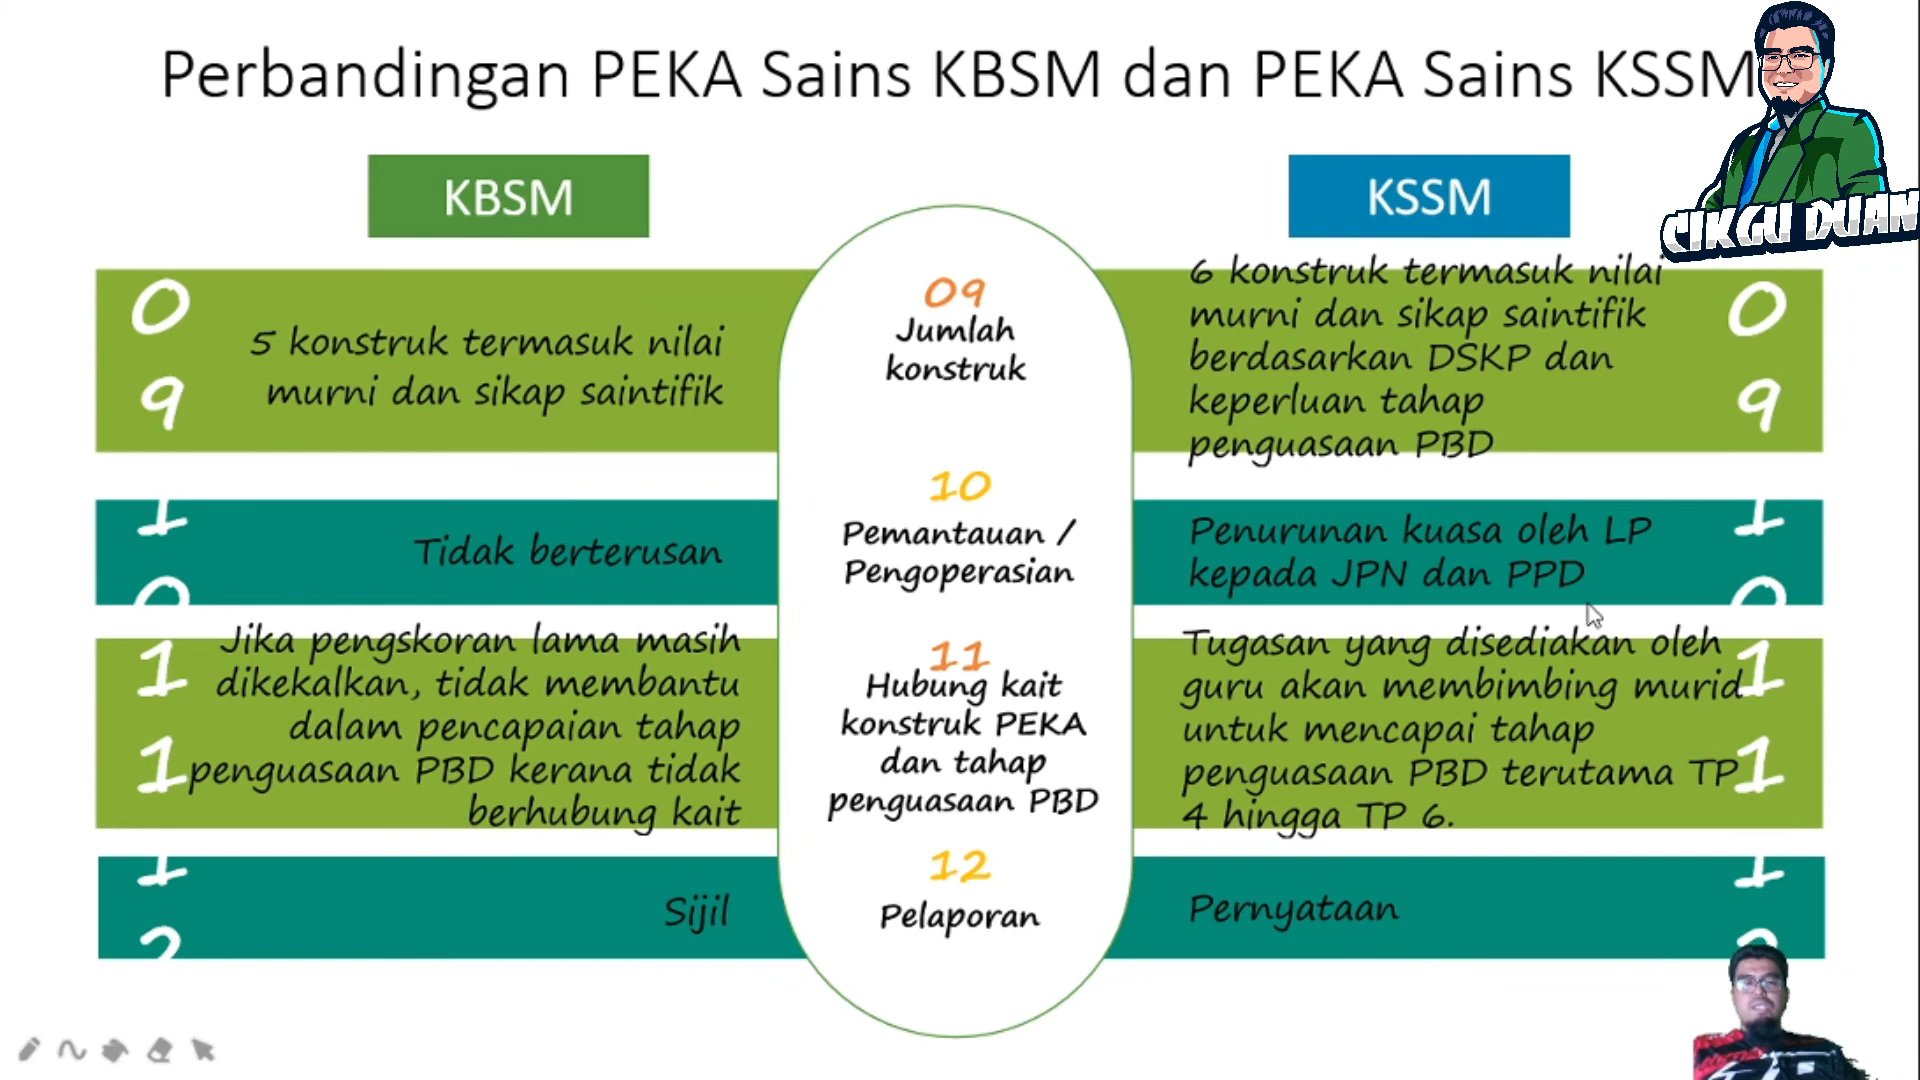 Perbandingan PEKA Sains KBSM dan PEKA Sains KSSM
CIKGU DUAN
KBSM
KSSM
09
5 konstruk termasuk nilai
murni dan sikap saintifik
09
Jumlah
konstruk
6 konstruk termasuk nilai
murni dan sikap saintifik
berdasarkan DSKP dan
keperluan tahap
penguasaan PBD
09
10
Tidak berterusan
10
Pemantauan /
Pengoperasian
Penurunan kuasa oleh LP
kepada JPN dan PPD
10
11
Jika pengskoran lama masih
dikekalkan, tidak membantu
dalam pencapaian tahap
penguasaan PBD kerana tidak
berhubung kait
11
Hubung kait
konstruk PEKA
dan tahap
penguasaan PBD
Tugasan yang disediakan oleh
guru akan membimbing murid
untuk mencapai tahap
penguasaan PBD terutama TP
4 hingga TP 6.
11
12
Sijil
12
Pelaporan
Pernyataan
12